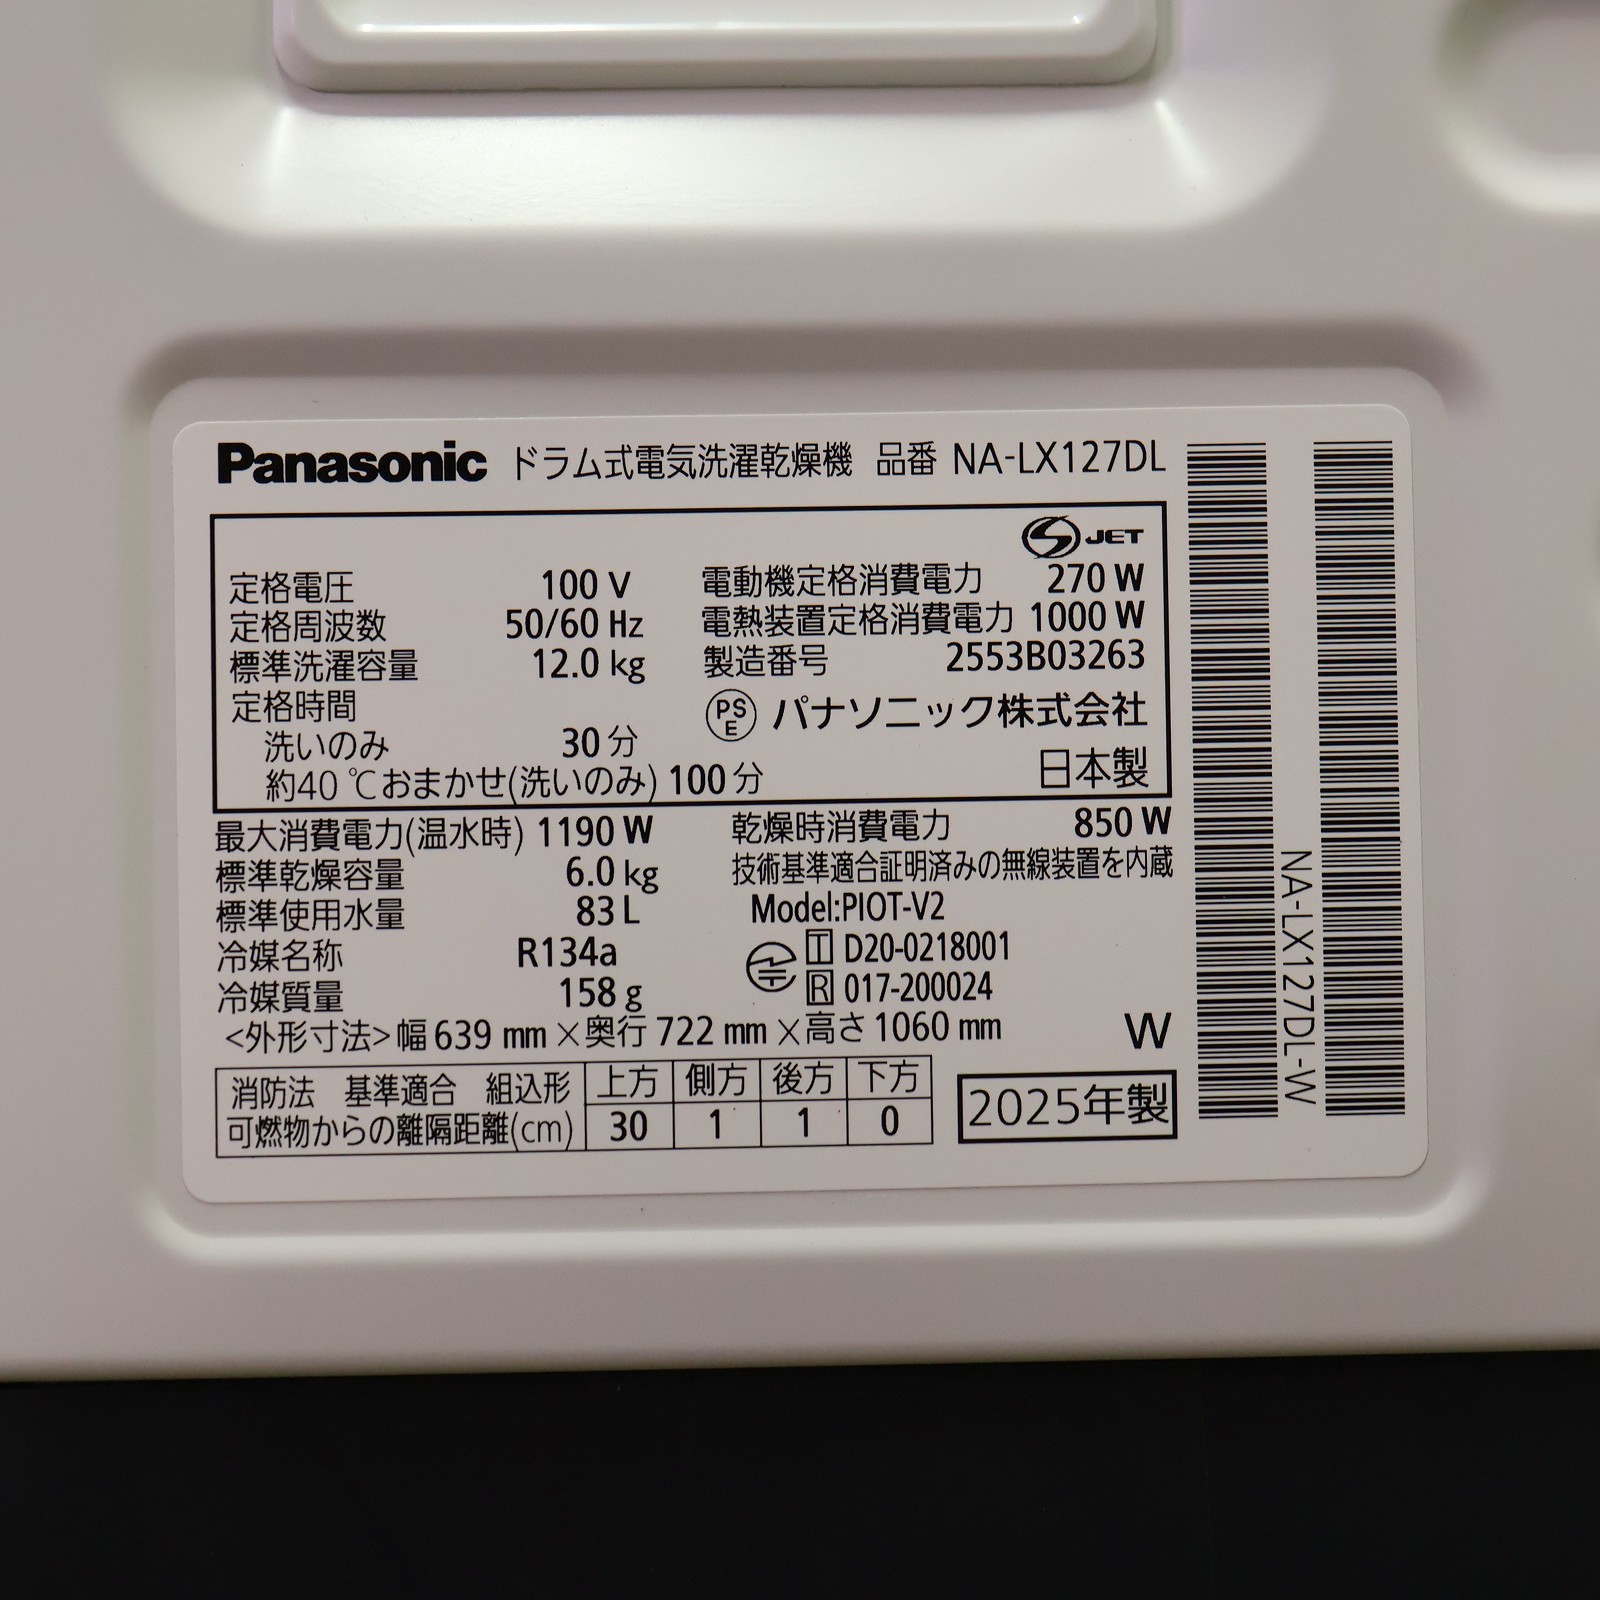 Panasonic ドラム式電気洗濯乾燥機 品番 NA-LX127DL
JET
定格電圧 100 V
定格周波数 50/60 Hz
標準洗濯容量 12.0 kg
定格時間
洗いのみ 30 分
約40℃おまかせ(洗いのみ) 100 分
電動機定格消費電力 270 W
電熱装置定格消費電力 1000 W
製造番号 2553B03263
PS
E
パナソニック株式会社
日本製
最大消費電力(温水時) 1190 W
標準乾燥容量 6.0 kg
標準使用水量 83 L
冷媒名称 R134a
冷媒質量 158 g
乾燥時消費電力 850 W
技術基準適合証明済みの無線装置を内蔵
Model:PIOT-V2
T D20-0218001
R 017-200024
<外形寸法>幅 639 mm×奥行 722 mm×高さ 1060 mm
W
消防法 基準適合 組込形 上方 側方 後方 下方
可燃物からの離隔距離(cm) 30 1 1 0
2025年製
NA-LX127DL-W